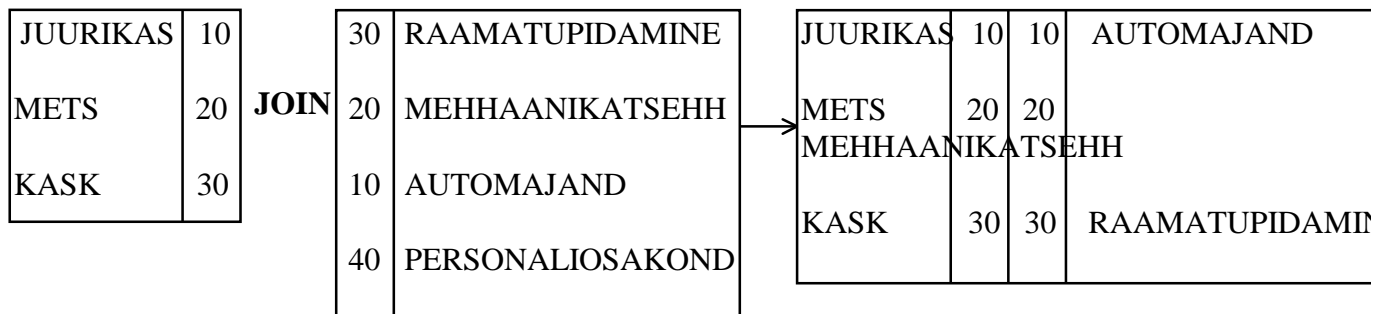 JUURIKAS 10
METS 20
KASK 30
JOIN
30 RAAMATUPIDAMINE
20 MEHHAANIKATSEHH
10 AUTOMAJAND
40 PERSONALIOSAKOND
JUURIKAS 10 10 AUTOMAJAND
METS 20 20
MEHHAANIKATSEHH
KASK 30 30 RAAMATUPIDAMIN